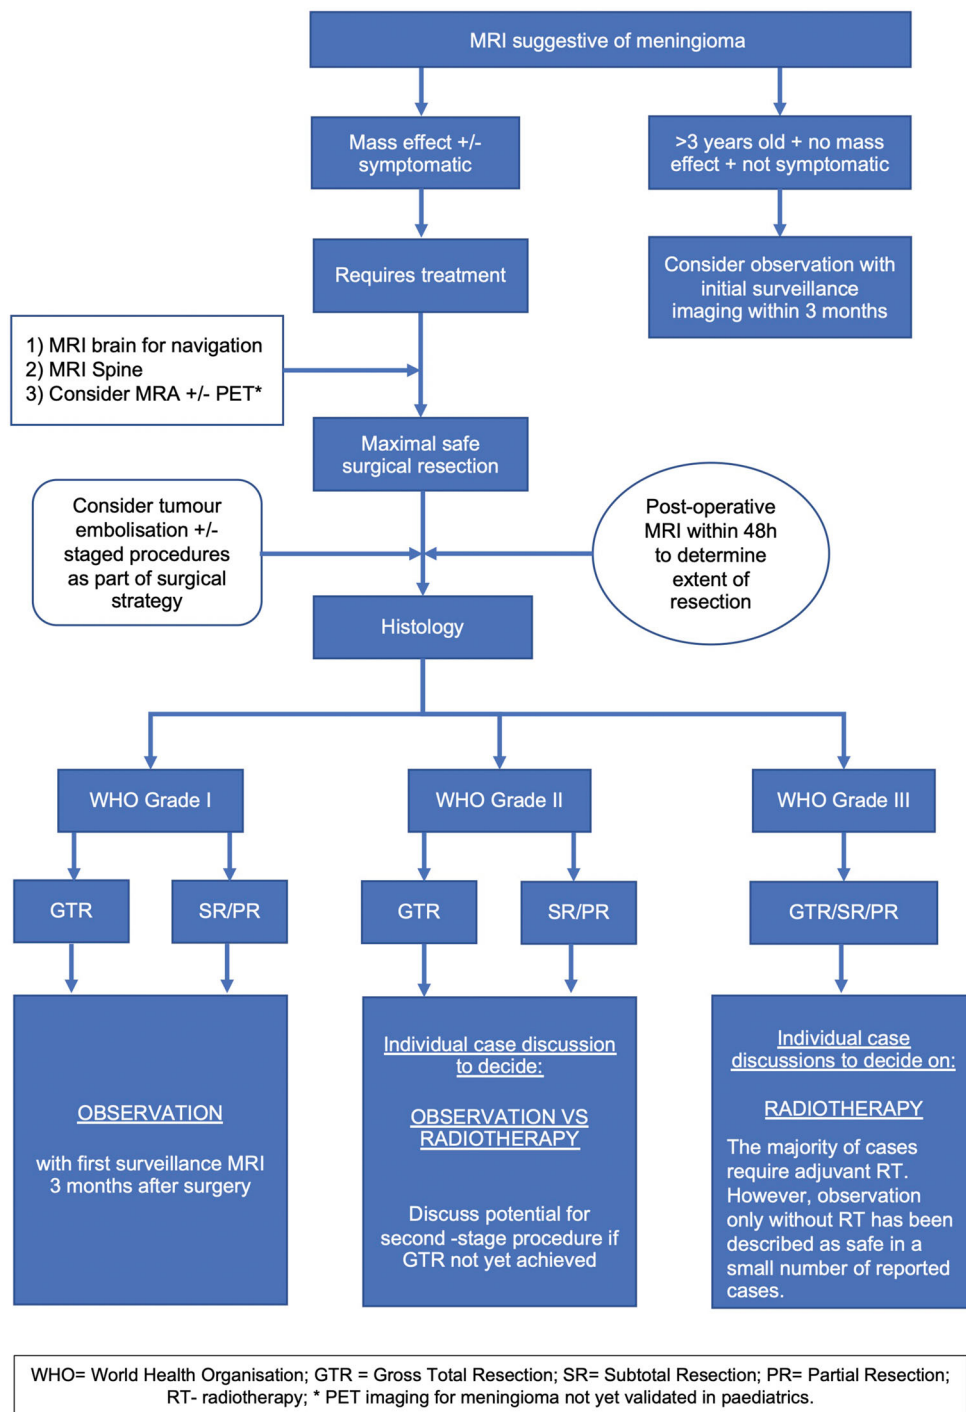 MRI suggestive of meningioma
Mass effect +/-
symptomatic
>3 years old + no mass
effect + not symptomatic
Requires treatment
Consider observation with
initial surveillance
imaging within 3 months
1) MRI brain for navigation
2) MRI Spine
3) Consider MRA +/- PET*
Maximal safe
surgical resection
Consider tumour
embolisation +/-
staged procedures
as part of surgical
strategy
Post-operative
MRI within 48h
to determine
extent of
resection
Histology
WHO Grade I
WHO Grade II
WHO Grade III
GTR
SR/PR
GTR
SR/PR
GTR/SR/PR
OBSERVATION
with first surveillance MRI
3 months after surgery
Individual case discussion
to decide:
OBSERVATION VS
RADIOTHERAPY
Discuss potential for
second -stage procedure if
GTR not yet achieved
Individual case
discussions to decide on:
RADIOTHERAPY
The majority of cases
require adjuvant RT.
However, observation
only without RT has been
described as safe in a
small number of reported
cases.
WHO= World Health Organisation; GTR = Gross Total Resection; SR= Subtotal Resection; PR= Partial Resection;
RT- radiotherapy; * PET imaging for meningioma not yet validated in paediatrics.